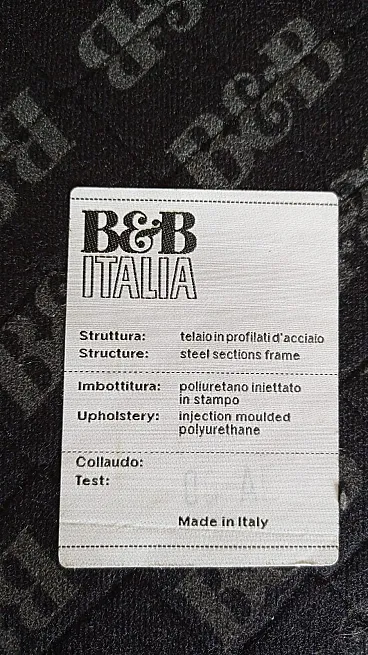 B&B
B&B
B&B
ITALIA
Struttura: telaio in profilati d'acciaio
Structure: steel sections frame
Imbottitura: poliuretano iniettato
in stampo
Upholstery: injection moulded
polyurethane
Collaudo:
Test:
Made in Italy